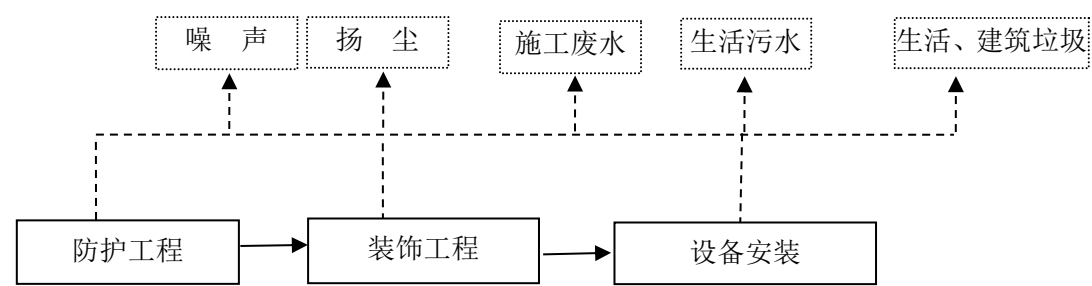 噪 声
扬 尘
施工废水
生活污水
生活、建筑垃圾
防护工程
装饰工程
设备安装